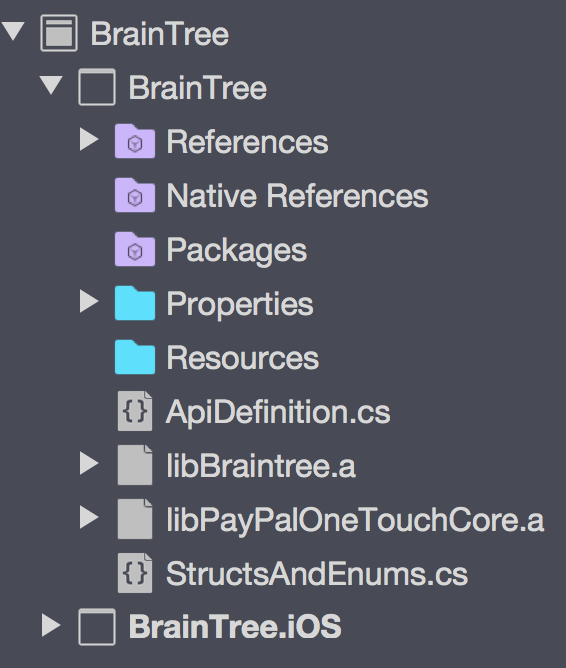 BrainTree
BrainTree
References
Native References
Packages
Properties
Resources
ApiDefinition.cs
libBraintree.a
libPayPalOneTouchCore.a
StructsAndEnums.cs
BrainTree.iOS